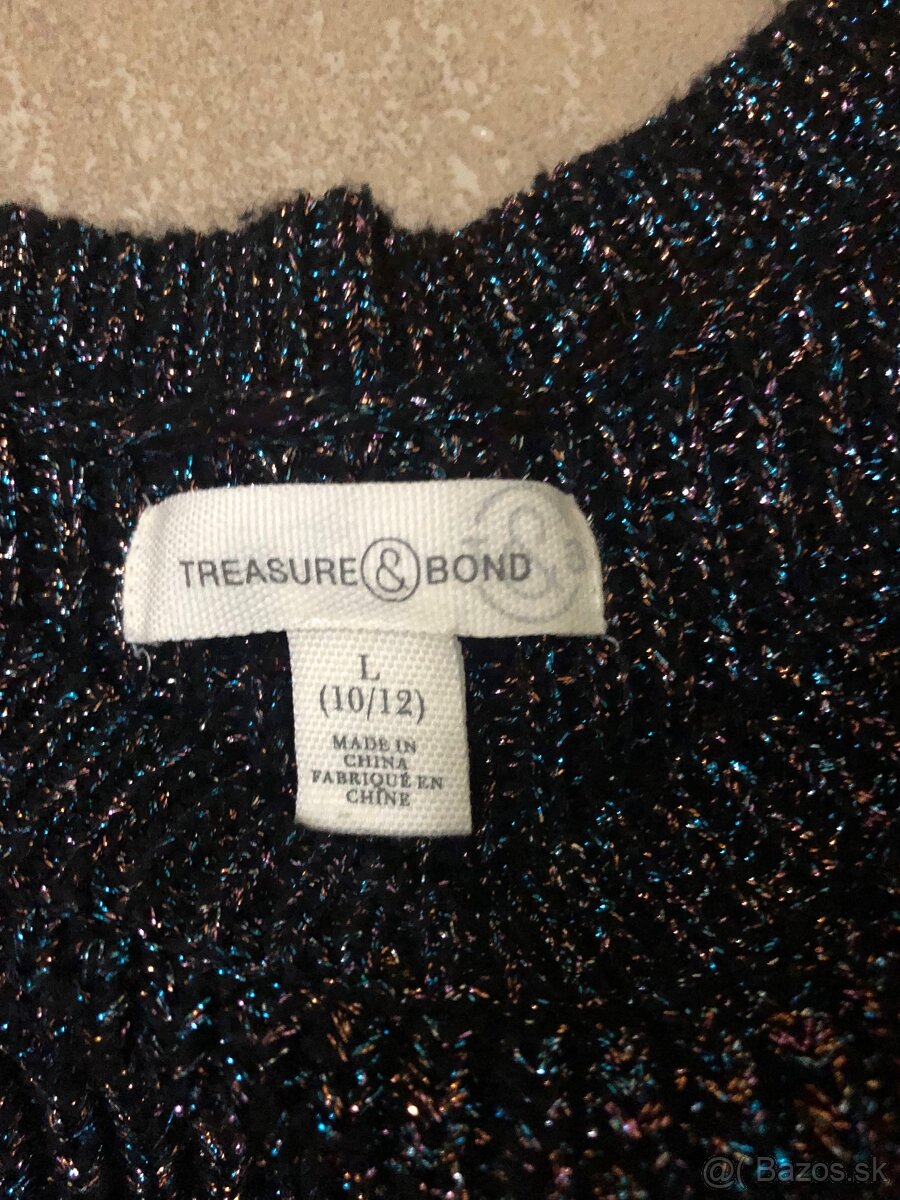 TREASURE & BOND
L
(10/12)
MADE IN
CHINA
FABRIQUÉ EN
CHINE
@( Bazos.sk